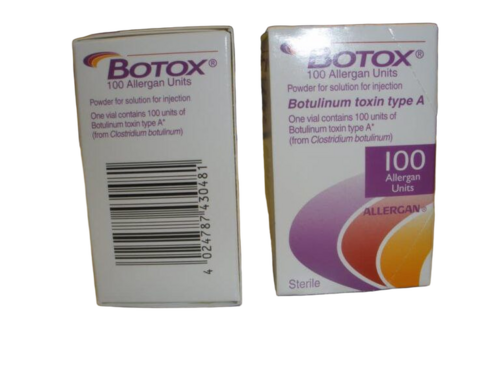 BOTOX®
100 Allergan Units
Powder for solution for injection
One vial contains 100 units of
Botulinum toxin type A*
(from Clostridium botulinum)
4 024787 430481
BOTOX®
100 Allergan Units
Powder for solution for injection
Botulinum toxin type A
One vial contains 100 units of
Botulinum toxin type A*
(from Clostridium botulinum)
100
Allergan
Units
ALLERGAN®
Sterile